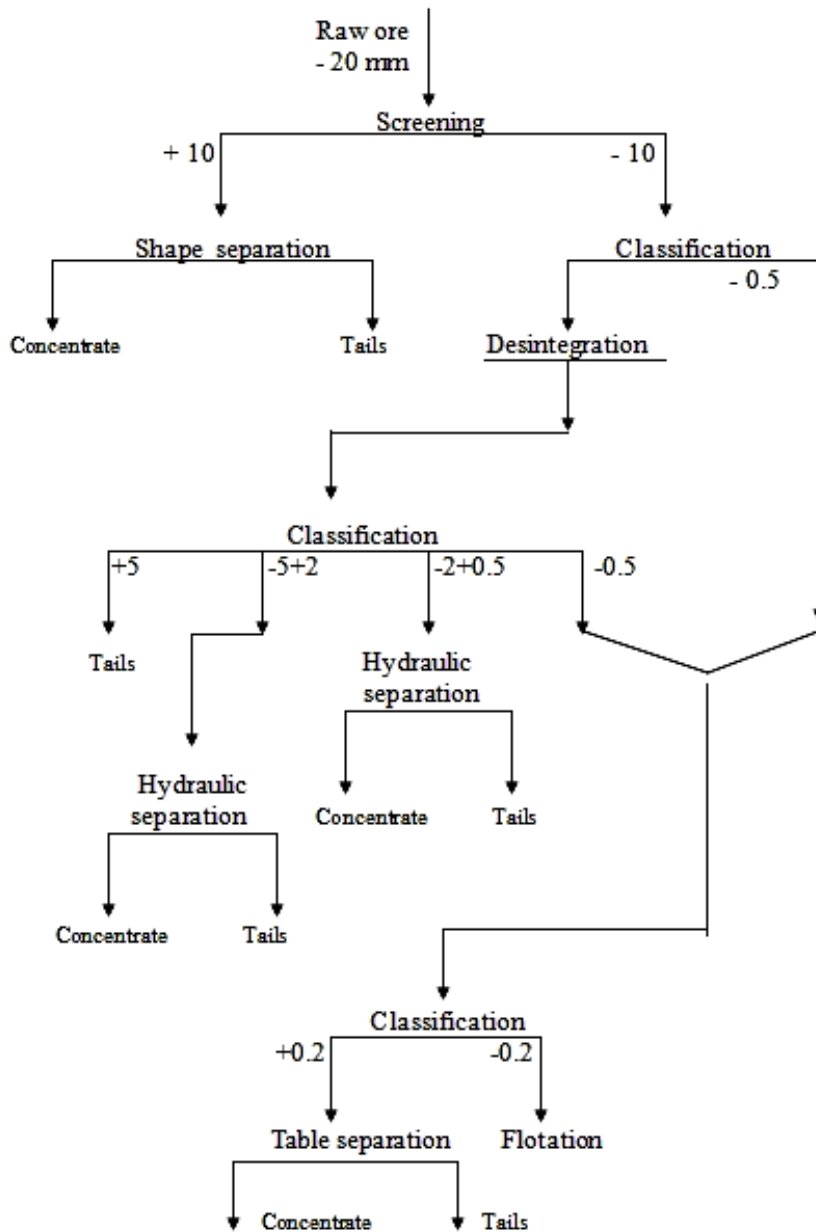 Raw ore
- 20 mm
Screening
+ 10
- 10
Shape separation
Classification
- 0.5
Concentrate
Tails
Desintegration
Classification
+5
-5+2
-2+0.5
-0.5
Tails
Hydraulic
separation
Hydraulic
separation
Concentrate
Tails
Concentrate
Tails
Classification
+0.2
-0.2
Table separation
Flotation
Concentrate
Tails